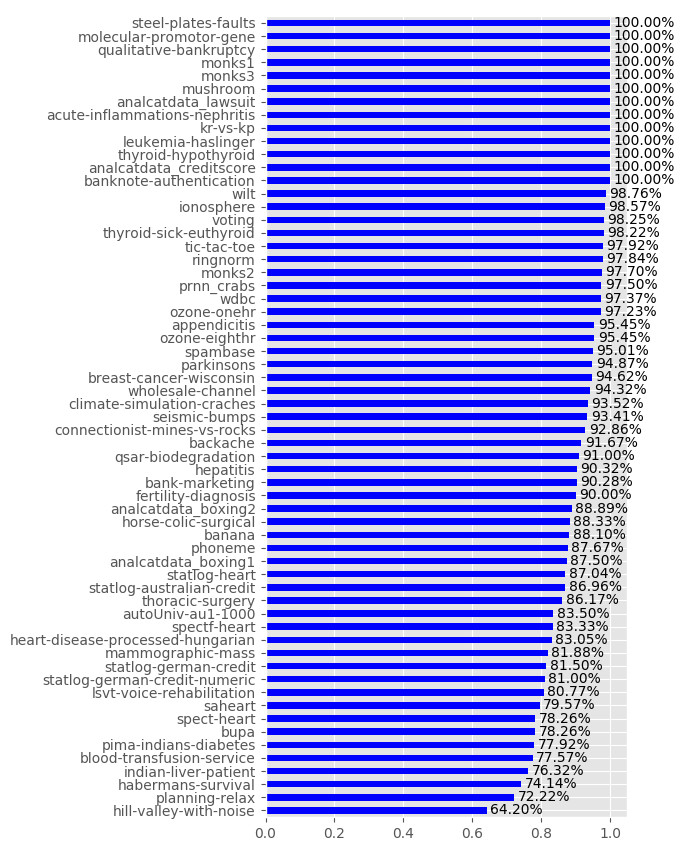 steel-plates-faults 100.00%
molecular-promotor-gene 100.00%
qualitative-bankruptcy 100.00%
monks1 100.00%
monks3 100.00%
mushroom 100.00%
analcatdata_lawsuit 100.00%
acute-inflammations-nephritis 100.00%
kr-vs-kp 100.00%
leukemia-haslinger 100.00%
thyroid-hypothyroid 100.00%
analcatdata_creditscore 100.00%
banknote-authentication 100.00%
wilt 98.76%
ionosphere 98.57%
voting 98.25%
thyroid-sick-euthyroid 98.22%
tic-tac-toe 97.92%
ringnorm 97.84%
monks2 97.70%
prnn_crabs 97.50%
wdbc 97.37%
ozone-onehr 97.23%
appendicitis 95.45%
ozone-eighthr 95.45%
spambase 95.01%
parkinsons 94.87%
breast-cancer-wisconsin 94.62%
wholesale-channel 94.32%
climate-simulation-craches 93.52%
seismic-bumps 93.41%
connectionist-mines-vs-rocks 92.86%
backache 91.67%
qsar-biodegradation 91.00%
hepatitis 90.32%
bank-marketing 90.28%
fertility-diagnosis 90.00%
analcatdata_boxing2 88.89%
horse-colic-surgical 88.33%
banana 88.10%
phoneme 87.67%
analcatdata_boxing1 87.50%
statlog-heart 87.04%
statlog-australian-credit 86.96%
thoracic-surgery 86.17%
autoUniv-au1-1000 83.50%
spectf-heart 83.33%
heart-disease-processed-hungarian 83.05%
mammographic-mass 81.88%
statlog-german-credit 81.50%
statlog-german-credit-numeric 81.00%
lsvt-voice-rehabilitation 80.77%
saheart 79.57%
spect-heart 78.26%
bupa 78.26%
pima-indians-diabetes 77.92%
blood-transfusion-service 77.57%
indian-liver-patient 76.32%
habermans-survival 74.14%
planning-relax 72.22%
hill-valley-with-noise 64.20%
0.0 0.2 0.4 0.6 0.8 1.0